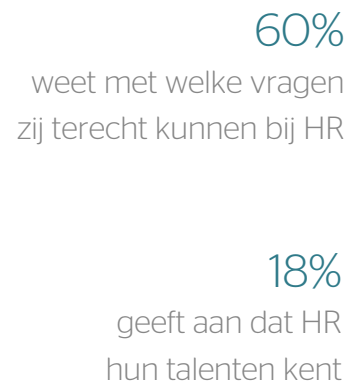 60%
weet met welke vragen
zij terecht kunnen bij HR
18%
geeft aan dat HR
hun talenten kent